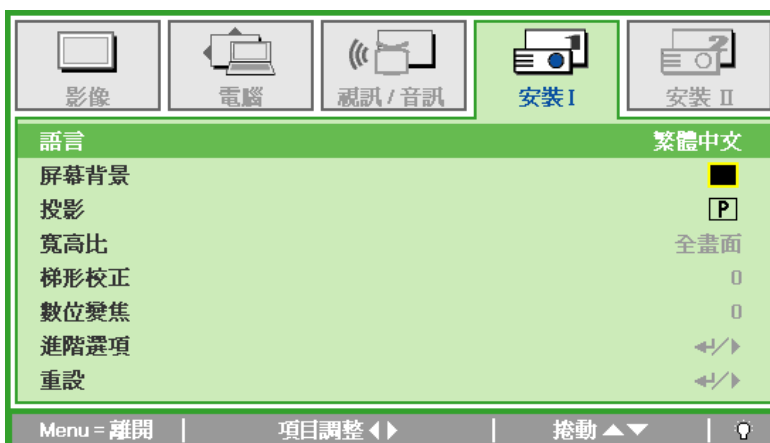 影像 電腦 視訊 / 音訊 安裝 I 安裝 II
語言 繁體中文
屏幕背景
投影 P
寬高比 全畫面
梯形校正 0
數位變焦 0
進階選項
重設
Menu = 離開 項目調整 捲動